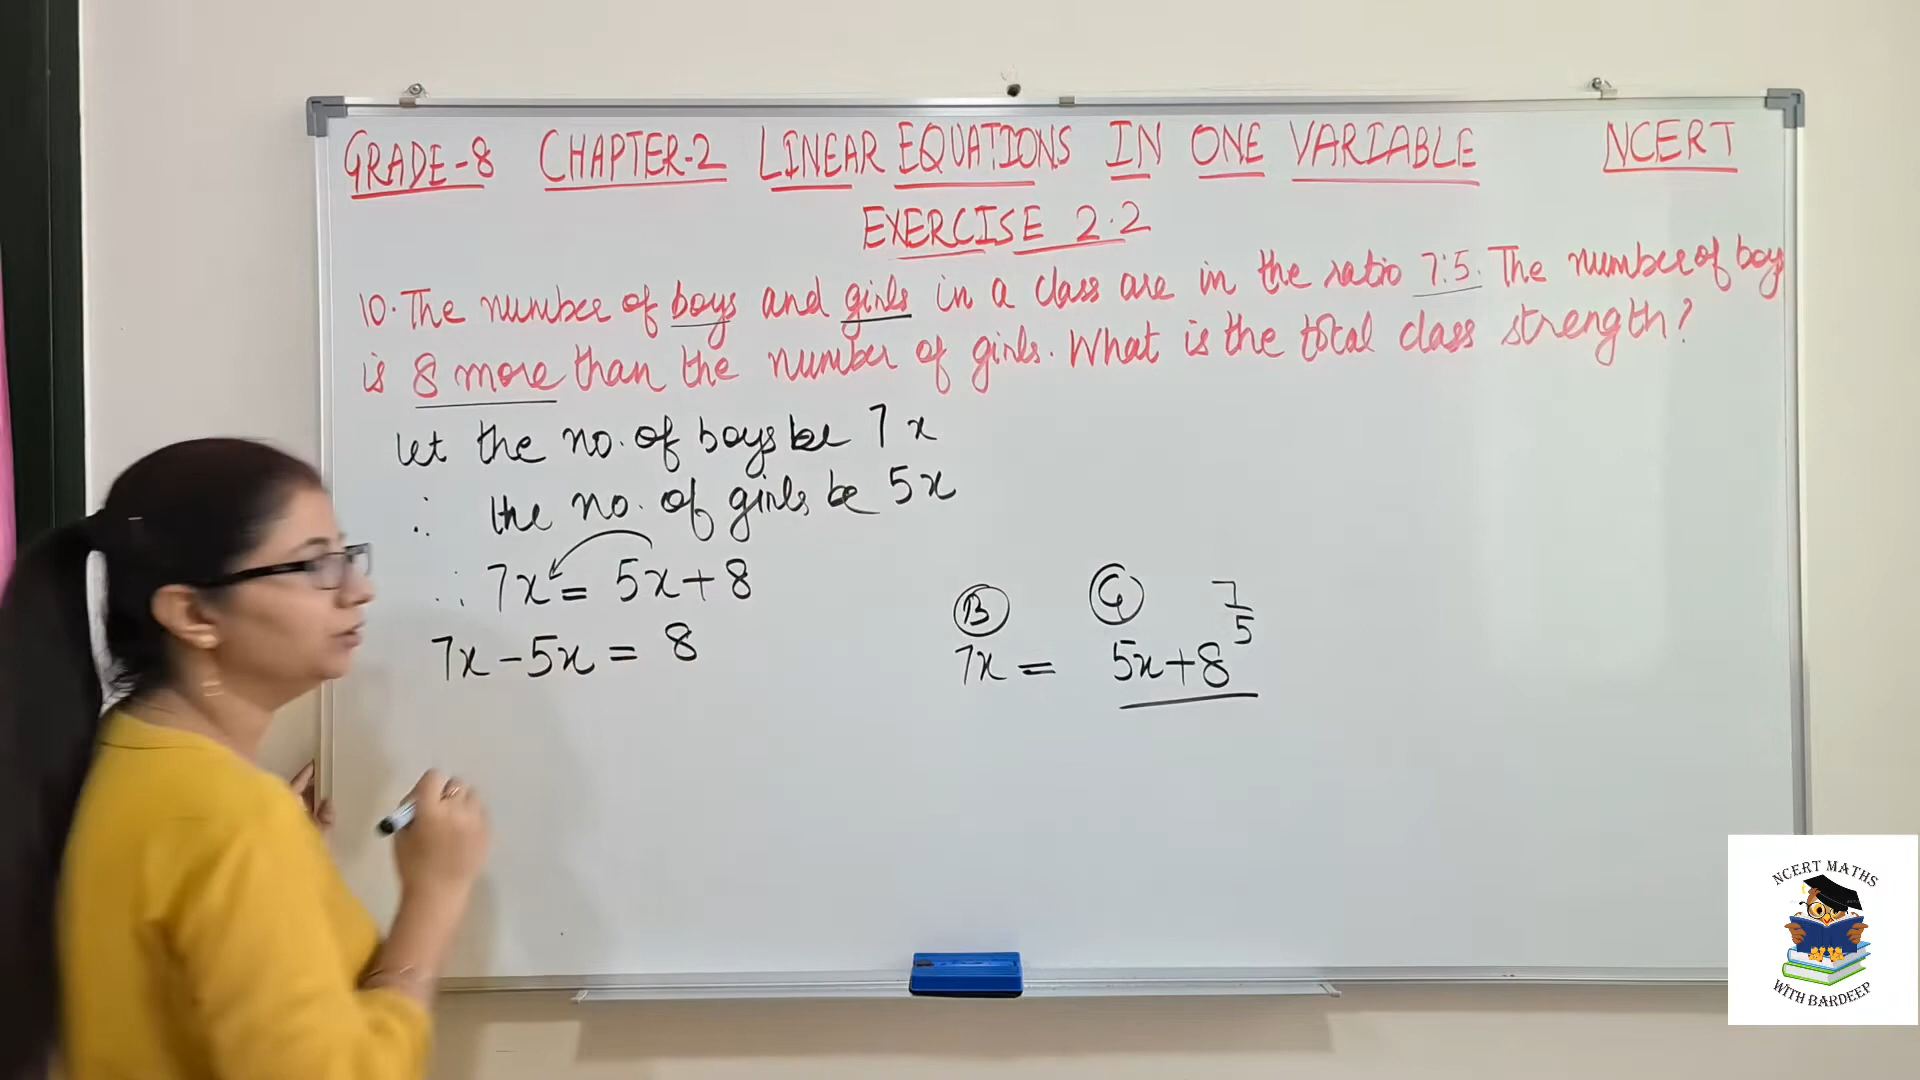 GRADE-8 CHAPTER-2 LINEAR EQUATIONS IN ONE VARIABLE NCERT
EXERCISE 2.2
10. The number of boys and girls in a class are in the ratio 7:5. The number of boy
is 8 more than the number of girls. What is the total class strength?
Let the no. of boys be 7x
∴ the no. of girls be 5x
∴ 7x = 5x+8
7x-5x = 8
B G 7/5
7x = 5x+8
NCERT MATHS
WITH BARDEEP